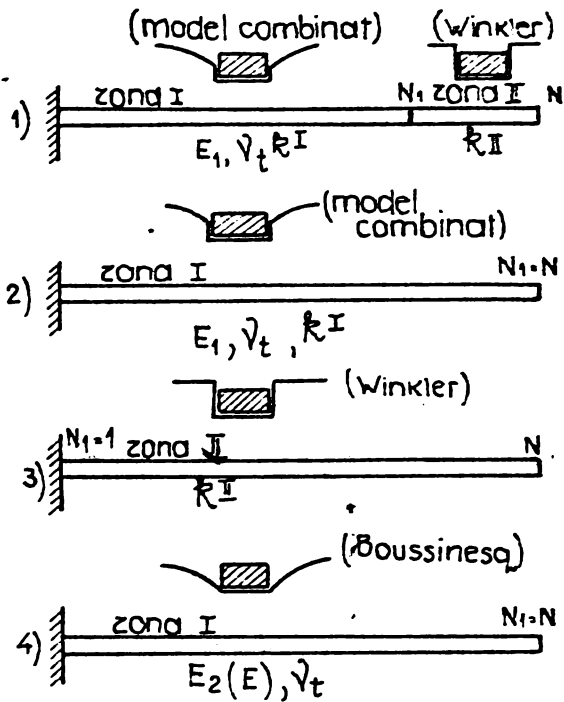 (model combinat) (Winkler)
zona I N₁ zona II N
1)
E₁, νₜ kᴵ kᴵᴵ
(model
combinat)
zona I N₁=N
2)
E₁, νₜ, kᴵ
(Winkler)
N₁=1 zona II N
3)
kᴵᴵ
(Boussinesq)
zona I N₁=N
4)
E₂(E), νₜ